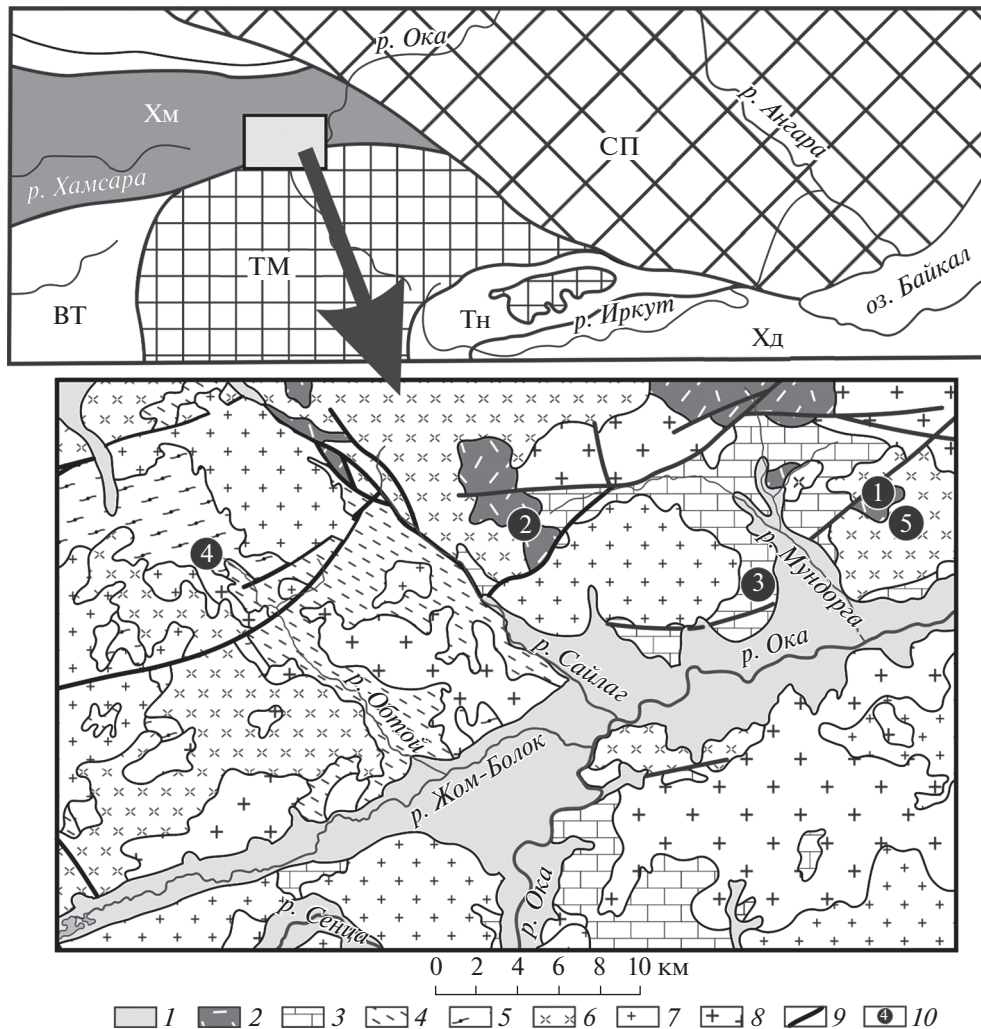 р. Ока
Хм
р. Ангара
СП
р. Хамсара
ТМ
оз. Байкал
ВТ
Тн
р. Иркут
Хд
1
2
5
4
3
р. Мундорга
р. Ока
р. Сайлаг
р. Обтой
р. Жом-Болок
р. Ока
р. Сенца
0 2 4 6 8 10 км
1 2 3 4 5 6 7 8 9 4 10